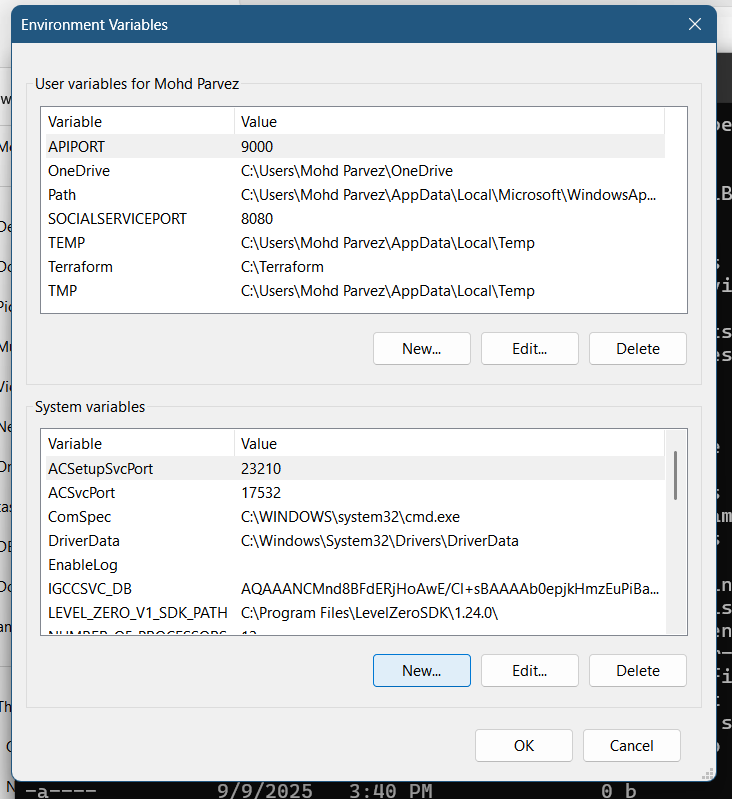 Environment Variables
User variables for Mohd Parvez
Variable Value
APIPORT 9000
OneDrive C:\Users\Mohd Parvez\OneDrive
Path C:\Users\Mohd Parvez\AppData\Local\Microsoft\WindowsAp...
SOCIALSERVICEPORT 8080
TEMP C:\Users\Mohd Parvez\AppData\Local\Temp
Terraform C:\Terraform
TMP C:\Users\Mohd Parvez\AppData\Local\Temp
New... Edit... Delete
System variables
Variable Value
ACSetupSvcPort 23210
ACSvcPort 17532
ComSpec C:\WINDOWS\system32\cmd.exe
DriverData C:\Windows\System32\Drivers\DriverData
EnableLog
IGCCSVC_DB AQAAANCMnd8BFdERjHoAwE/Cl+sBAAAAb0epjkHmzEuPiBa...
LEVEL_ZERO_V1_SDK_PATH C:\Program Files\LevelZeroSDK\1.24.0\
NUMBER_OF_PROCESSORS 12
New... Edit... Delete
OK Cancel
-a---- 9/9/2025 3:40 PM 0 b